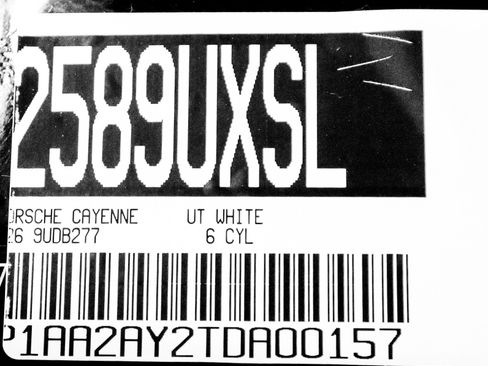 2589UXSL
ORSCHE CAYENNE UT WHITE
26 9UDB277 6 CYL
P1AA2AY2TDA00157